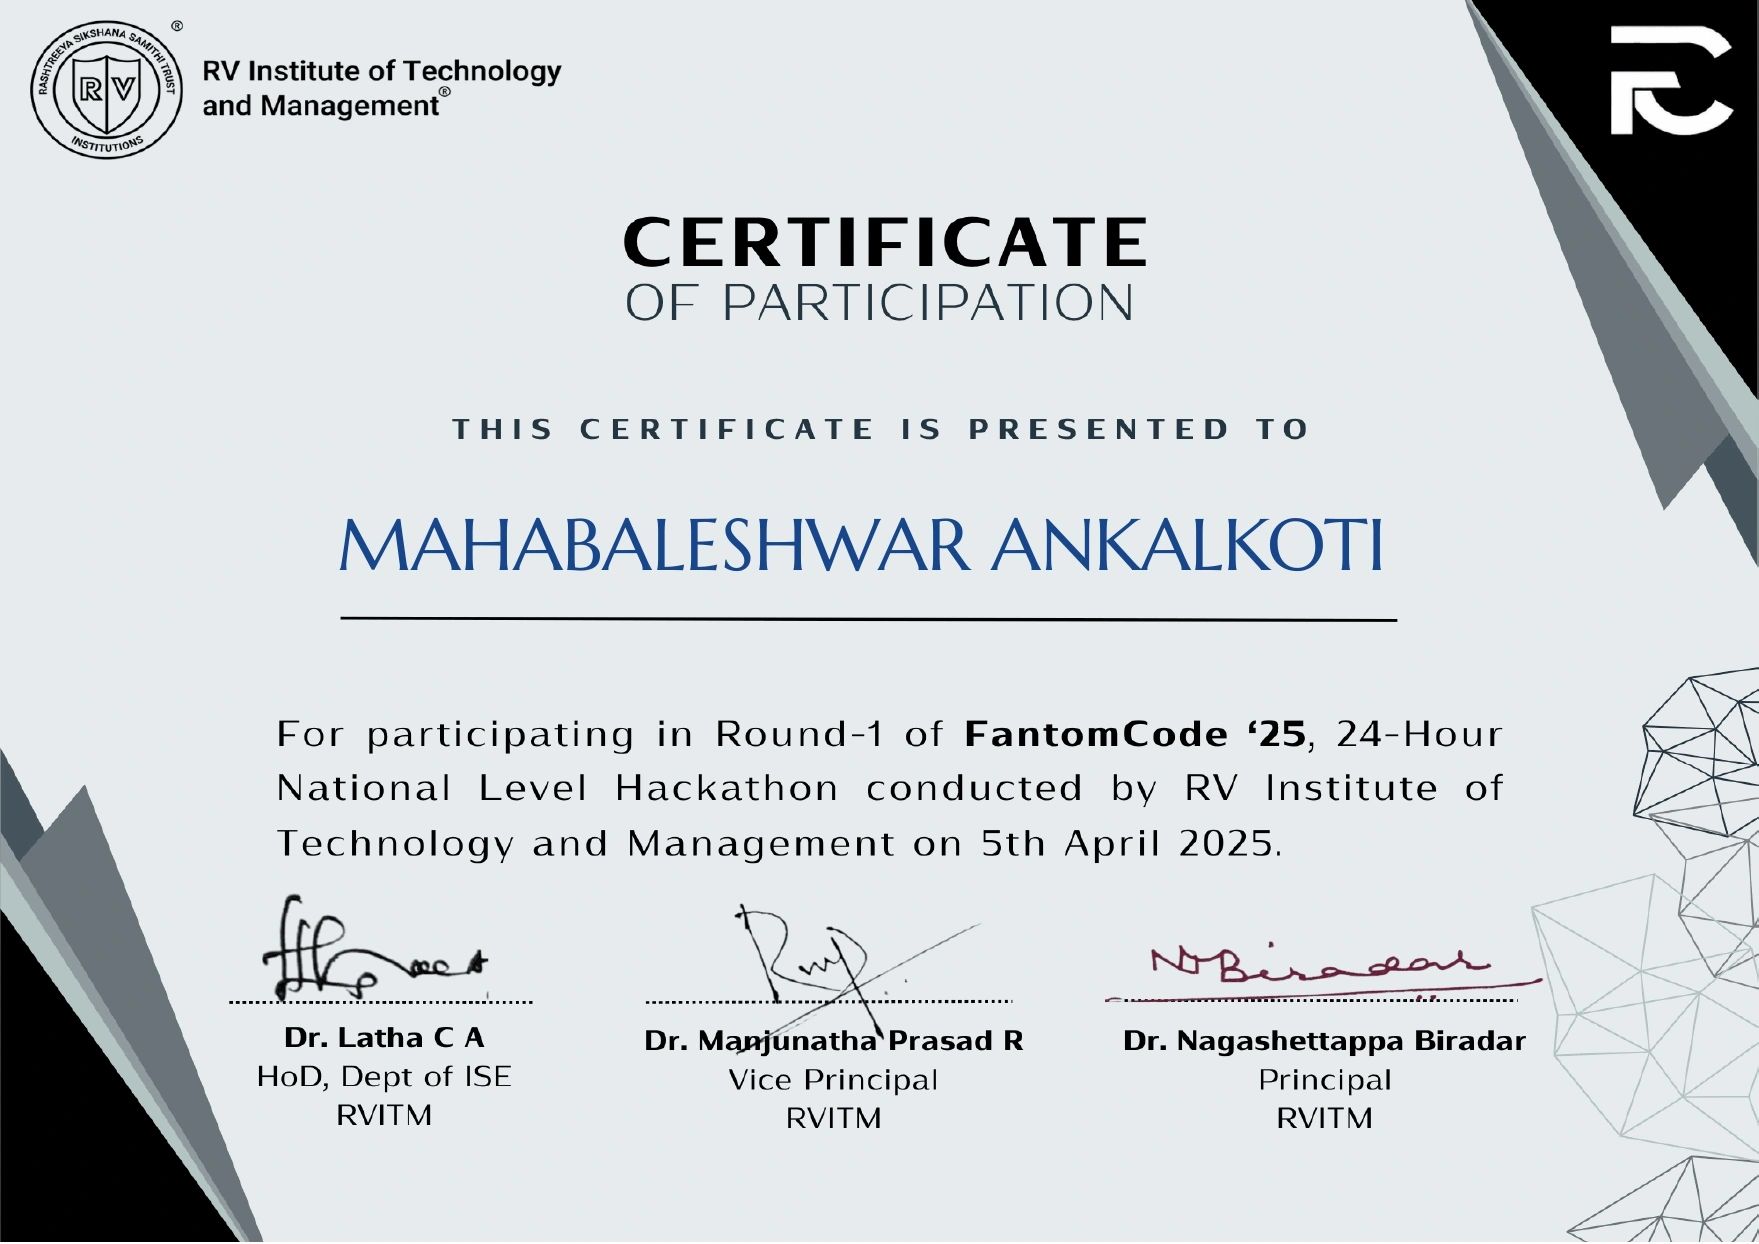 RASHTREEYA SIKSHANA SAMITHI TRUST
RV
INSTITUTIONS
®
RV Institute of Technology
and Management®
CERTIFICATE
OF PARTICIPATION
THIS CERTIFICATE IS PRESENTED TO
MAHABALESHWAR ANKALKOTI
For participating in Round-1 of FantomCode ‘25, 24-Hour
National Level Hackathon conducted by RV Institute of
Technology and Management on 5th April 2025.
NBiradar
Dr. Latha C A
HoD, Dept of ISE
RVITM
Dr. Manjunatha Prasad R
Vice Principal
RVITM
Dr. Nagashettappa Biradar
Principal
RVITM